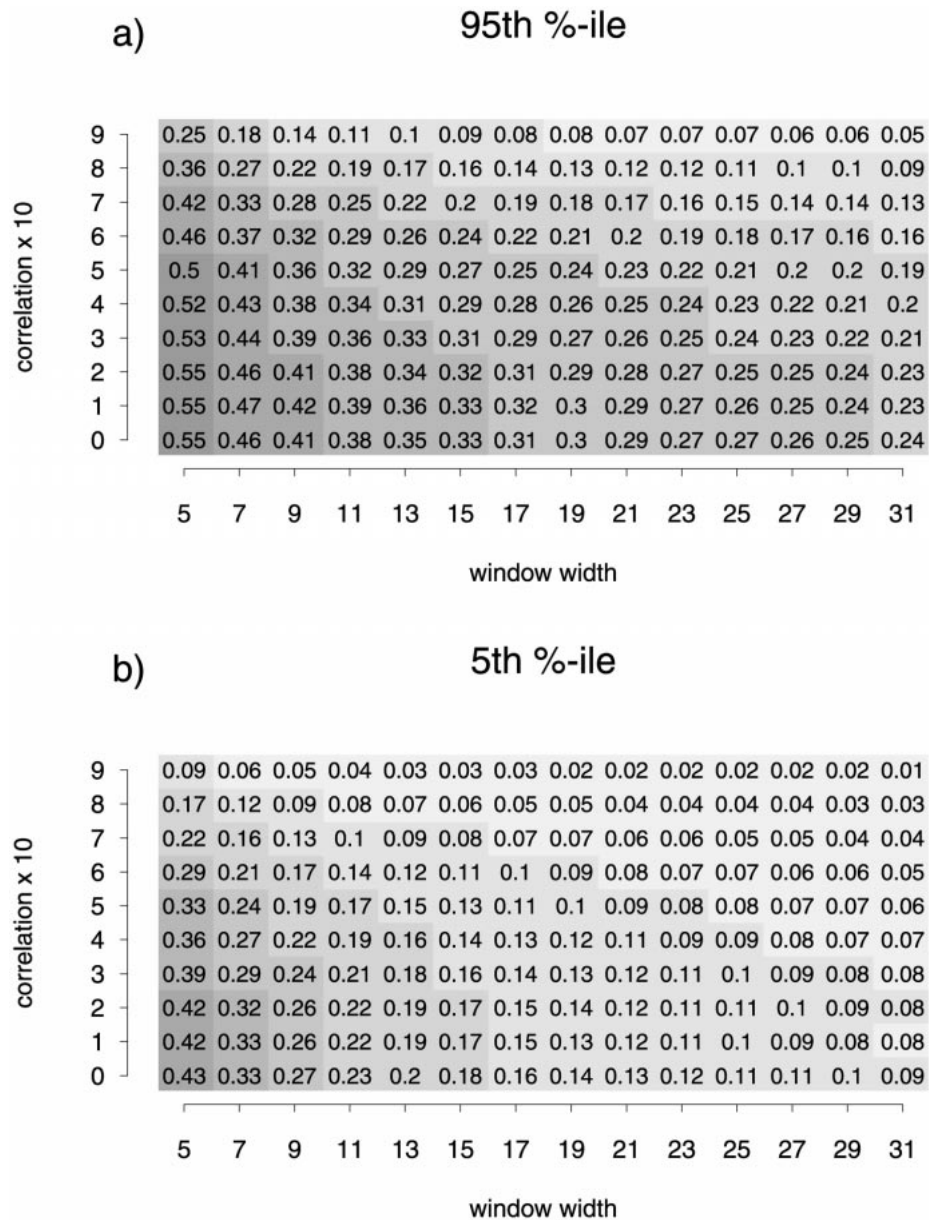 a)
95th %-ile
9 0.25 0.18 0.14 0.11 0.1 0.09 0.08 0.08 0.07 0.07 0.07 0.06 0.06 0.05
8 0.36 0.27 0.22 0.19 0.17 0.16 0.14 0.13 0.12 0.12 0.11 0.1 0.1 0.09
7 0.42 0.33 0.28 0.25 0.22 0.2 0.19 0.18 0.17 0.16 0.15 0.14 0.14 0.13
6 0.46 0.37 0.32 0.29 0.26 0.24 0.22 0.21 0.2 0.19 0.18 0.17 0.16 0.16
5 0.5 0.41 0.36 0.32 0.29 0.27 0.25 0.24 0.23 0.22 0.21 0.2 0.2 0.19
4 0.52 0.43 0.38 0.34 0.31 0.29 0.28 0.26 0.25 0.24 0.23 0.22 0.21 0.2
3 0.53 0.44 0.39 0.36 0.33 0.31 0.29 0.27 0.26 0.25 0.24 0.23 0.22 0.21
2 0.55 0.46 0.41 0.38 0.34 0.32 0.31 0.29 0.28 0.27 0.25 0.25 0.24 0.23
1 0.55 0.47 0.42 0.39 0.36 0.33 0.32 0.3 0.29 0.27 0.26 0.25 0.24 0.23
0 0.55 0.46 0.41 0.38 0.35 0.33 0.31 0.3 0.29 0.27 0.27 0.26 0.25 0.24
correlation x 10
5 7 9 11 13 15 17 19 21 23 25 27 29 31
window width
b)
5th %-ile
9 0.09 0.06 0.05 0.04 0.03 0.03 0.03 0.02 0.02 0.02 0.02 0.02 0.02 0.01
8 0.17 0.12 0.09 0.08 0.07 0.06 0.05 0.05 0.04 0.04 0.04 0.04 0.03 0.03
7 0.22 0.16 0.13 0.1 0.09 0.08 0.07 0.07 0.06 0.06 0.05 0.05 0.04 0.04
6 0.29 0.21 0.17 0.14 0.12 0.11 0.1 0.09 0.08 0.07 0.07 0.06 0.06 0.05
5 0.33 0.24 0.19 0.17 0.15 0.13 0.11 0.1 0.09 0.08 0.08 0.07 0.07 0.06
4 0.36 0.27 0.22 0.19 0.16 0.14 0.13 0.12 0.11 0.09 0.09 0.08 0.07 0.07
3 0.39 0.29 0.24 0.21 0.18 0.16 0.14 0.13 0.12 0.11 0.1 0.09 0.08 0.08
2 0.42 0.32 0.26 0.22 0.19 0.17 0.15 0.14 0.12 0.11 0.11 0.1 0.09 0.08
1 0.42 0.33 0.26 0.22 0.19 0.17 0.15 0.13 0.12 0.11 0.1 0.09 0.08 0.08
0 0.43 0.33 0.27 0.23 0.2 0.18 0.16 0.14 0.13 0.12 0.11 0.11 0.1 0.09
correlation x 10
5 7 9 11 13 15 17 19 21 23 25 27 29 31
window width